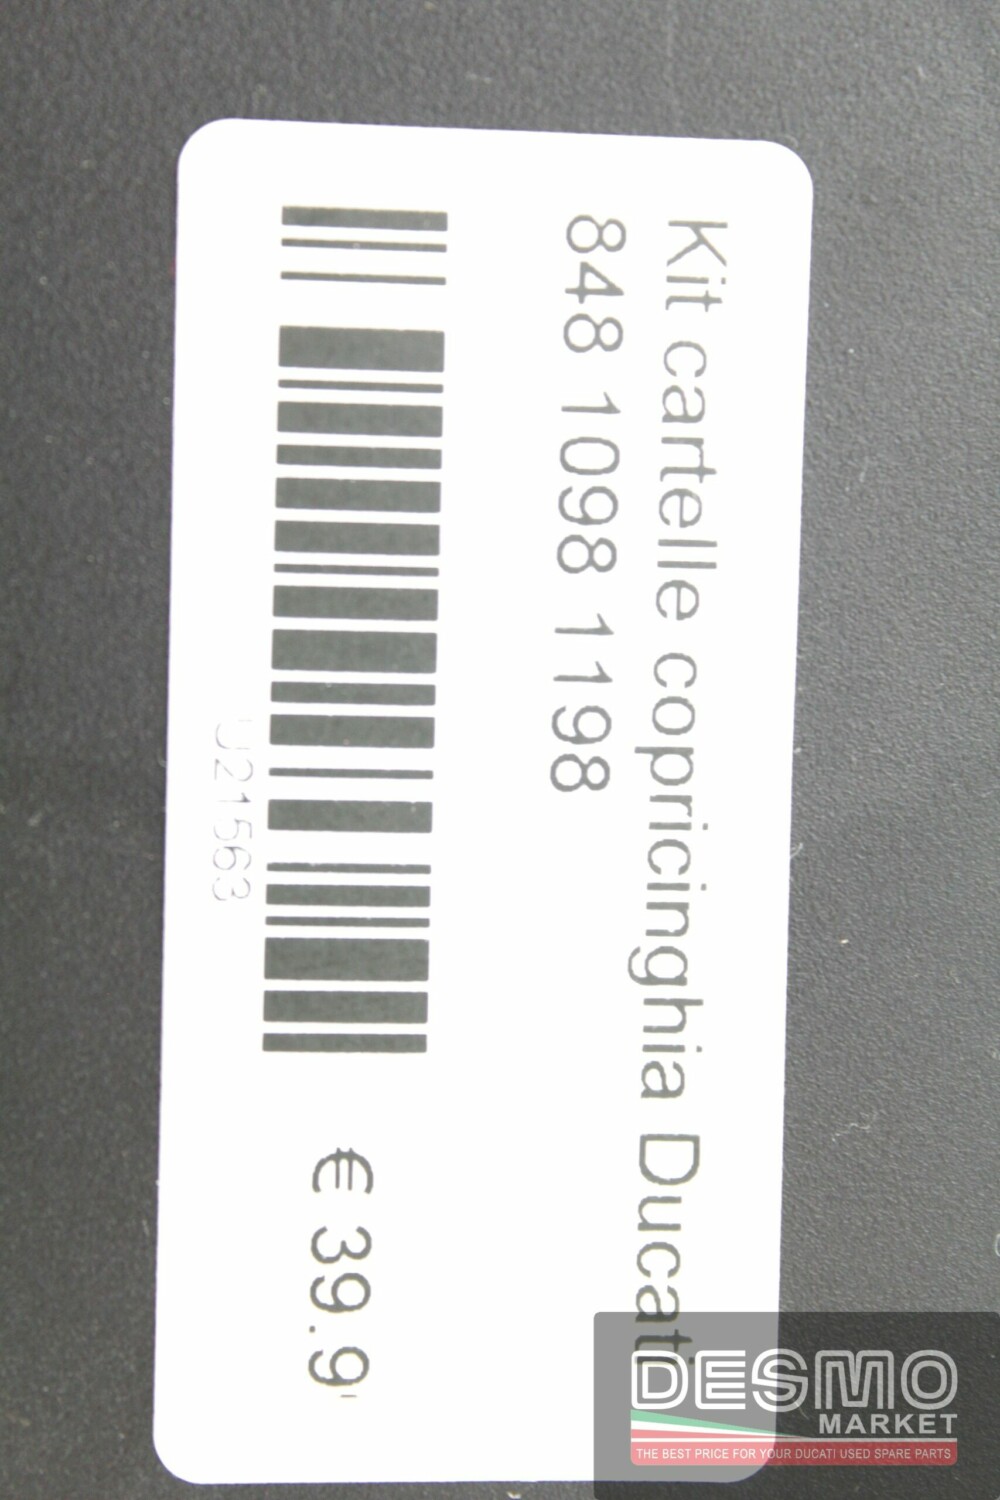 Kit cartelle copricinghia Ducati
848 1098 1198
U21563
€ 39.9
DESMO
MARKET
THE BEST PRICE FOR YOUR DUCATI USED SPARE PARTS